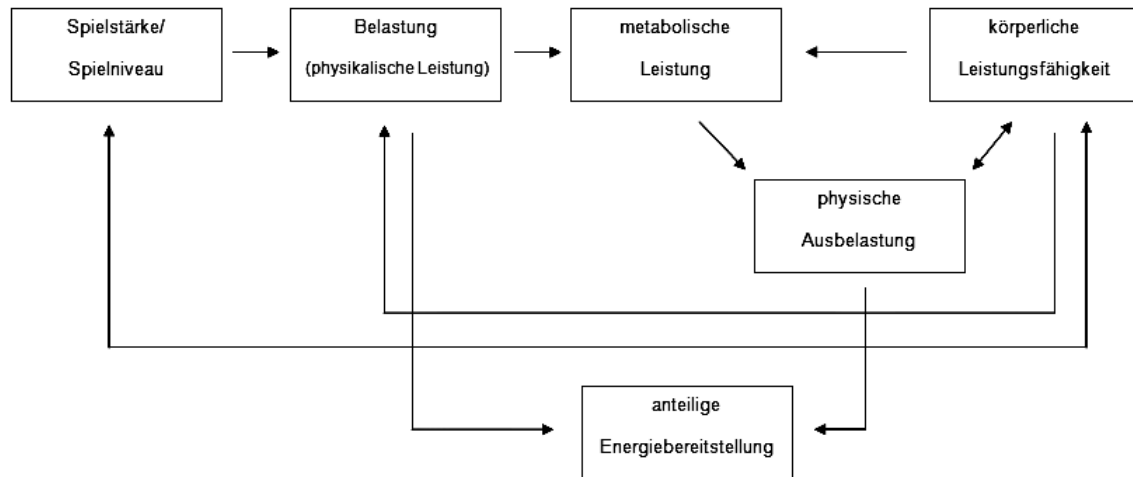 Spielstärke/
Spielniveau
Belastung
(physikalische Leistung)
metabolische
Leistung
körperliche
Leistungsfähigkeit
physische
Ausbelastung
anteilige
Energiebereitstellung